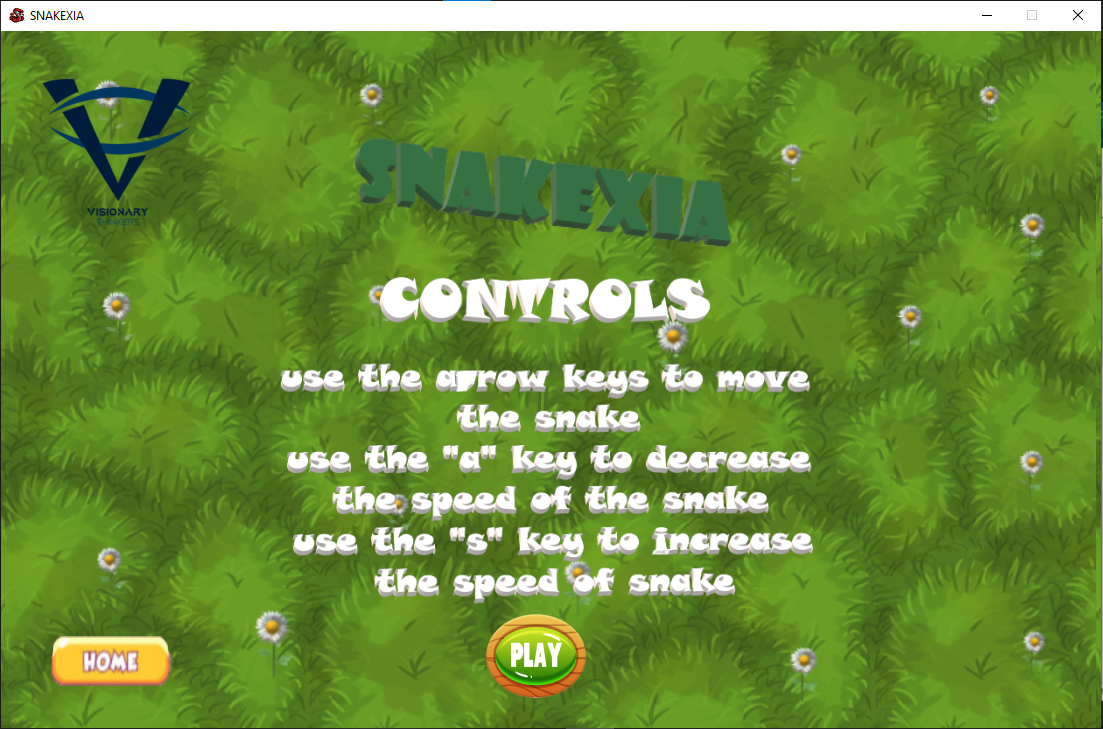 SNAKEXIA
VISIONARY
THINKERS
SNAKEXIA
CONTROLS
use the arrow keys to move
the snake
use the "a" key to decrease
the speed of the snake
use the "s" key to increase
the speed of snake
PLAY
HOME